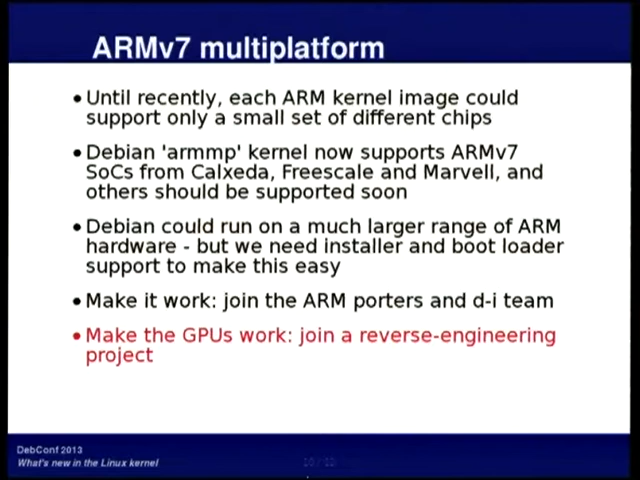 ARMv7 multiplatform
• Until recently, each ARM kernel image could
support only a small set of different chips
• Debian 'armmp' kernel now supports ARMv7
SoCs from Calxeda, Freescale and Marvell, and
others should be supported soon
• Debian could run on a much larger range of ARM
hardware - but we need installer and boot loader
support to make this easy
• Make it work: join the ARM porters and d-i team
• Make the GPUs work: join a reverse-engineering
project
DebConf 2013
What's new in the Linux kernel